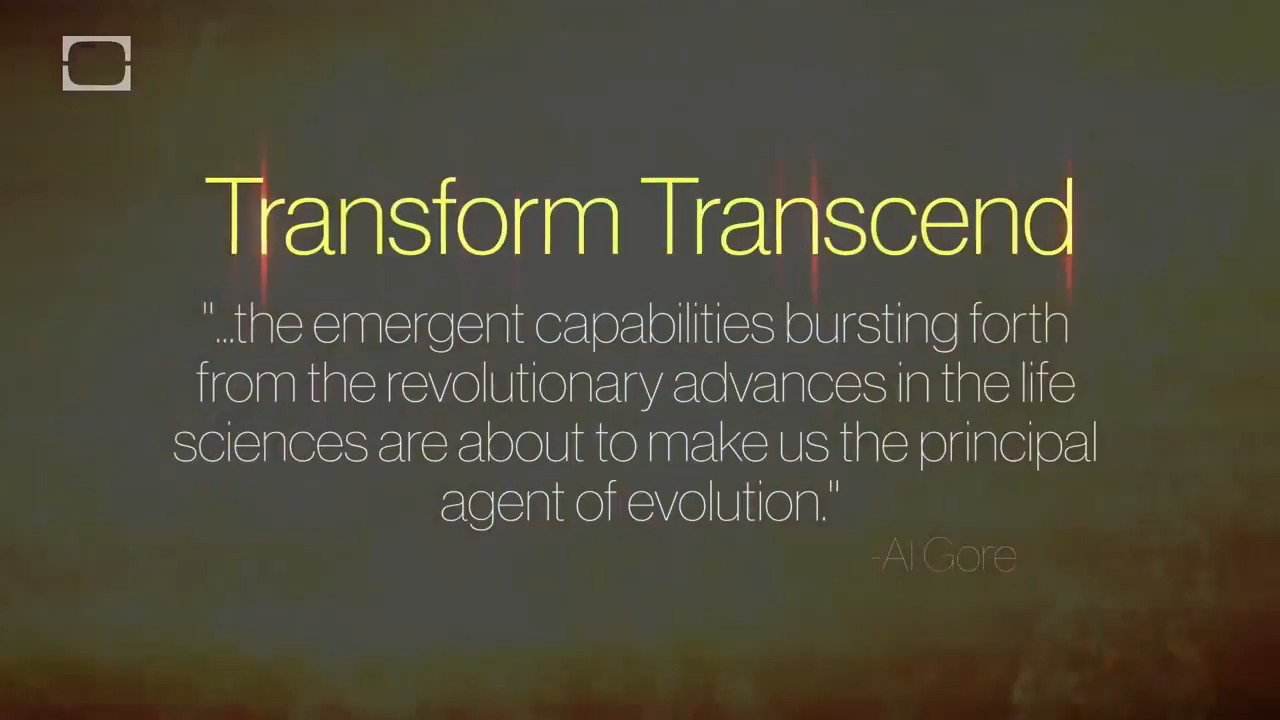 Transform Transcend
"...the emergent capabilities bursting forth
from the revolutionary advances in the life
sciences are about to make us the principal
agent of evolution."
-Al Gore